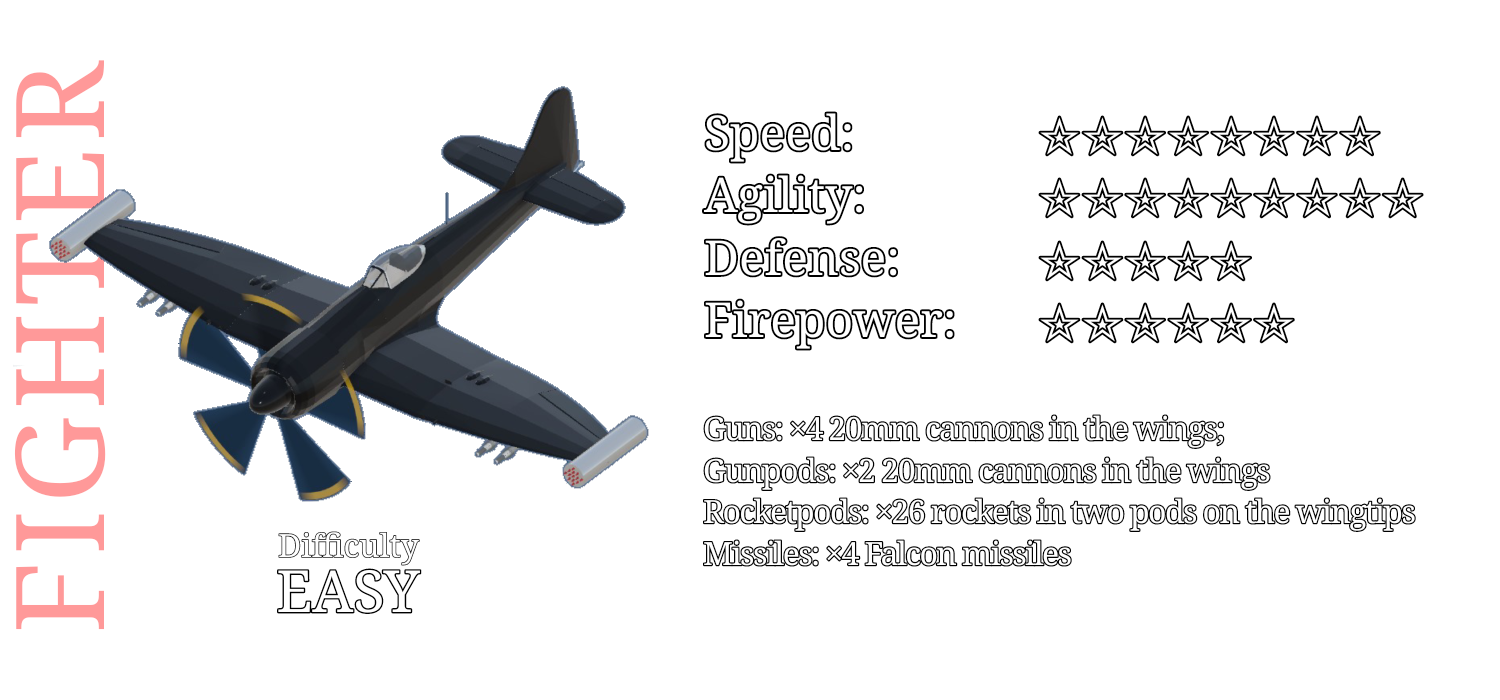 FIGHTER
Speed: ☆☆☆☆☆☆☆☆
Agility: ☆☆☆☆☆☆☆☆☆
Defense: ☆☆☆☆☆
Firepower: ☆☆☆☆☆☆
Guns: ×4 20mm cannons in the wings;
Gunpods: ×2 20mm cannons in the wings
Rocketpods: ×26 rockets in two pods on the wingtips
Missiles: ×4 Falcon missiles
Difficulty
EASY